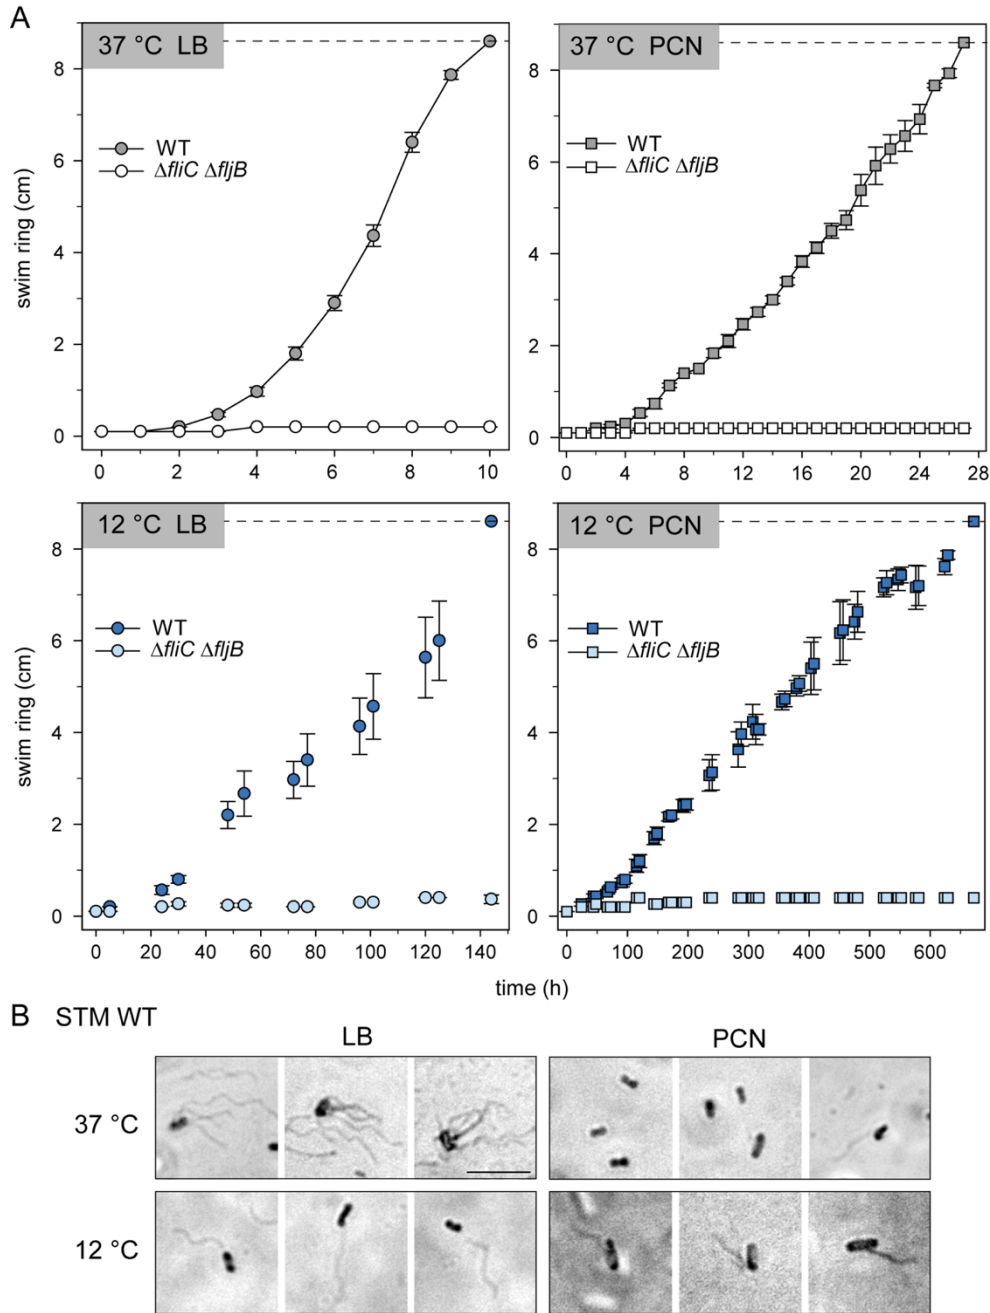 A
37 °C LB
WT
ΔfliC ΔfljB
swim ring (cm)
8
6
4
2
0
0 2 4 6 8 10
37 °C PCN
WT
ΔfliC ΔfljB
8
6
4
2
0
0 4 8 12 16 20 24 28
12 °C LB
WT
ΔfliC ΔfljB
swim ring (cm)
8
6
4
2
0
0 20 40 60 80 100 120 140
12 °C PCN
WT
ΔfliC ΔfljB
8
6
4
2
0
0 100 200 300 400 500 600
time (h)
B STM WT
LB PCN
37 °C
12 °C